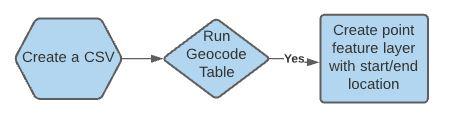 Create a CSV
Run
Geocode
Table
Yes
Create point
feature layer
with start/end
location